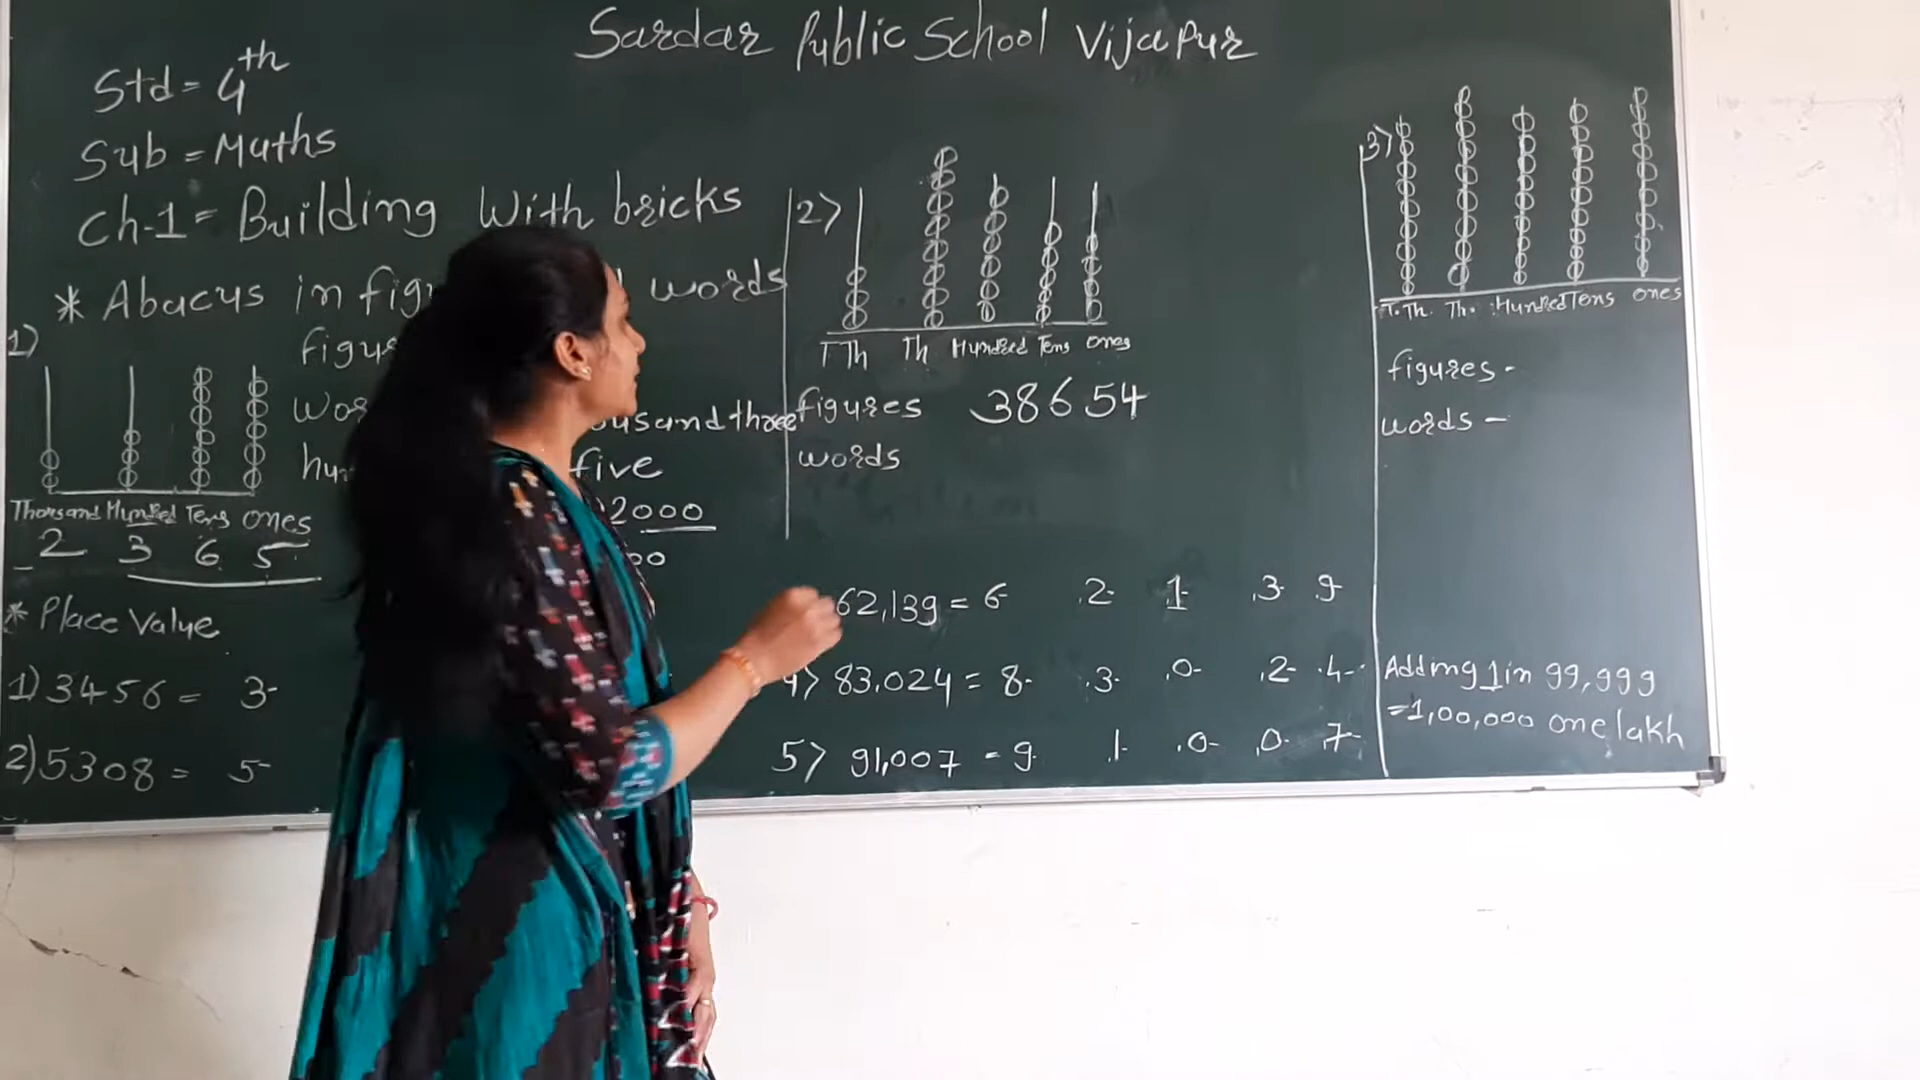 Sardar Public School Vijapur
Std = 4th
Sub = Maths
Ch-1 = Building With bricks
* Abacus in words
1)
Thousand Hundred Tens ones
2 3 6 5
thousand three
five
2000
* Place Value
1) 3456 = 3-
2) 5308 = 5-
2)
T Th Th Hundred Tens ones
figures 38654
words
62,139 = 6- .2- .1- .3- 9-
4) 83,024 = 8- .3- .0- .2- .4-
5) 91,007 = 9- .1- .0- .0- .7-
3)
T.Th. Th. Hundred Tens ones
figures -
words -
Adding 1 in 99,999
= 1,00,000 one lakh